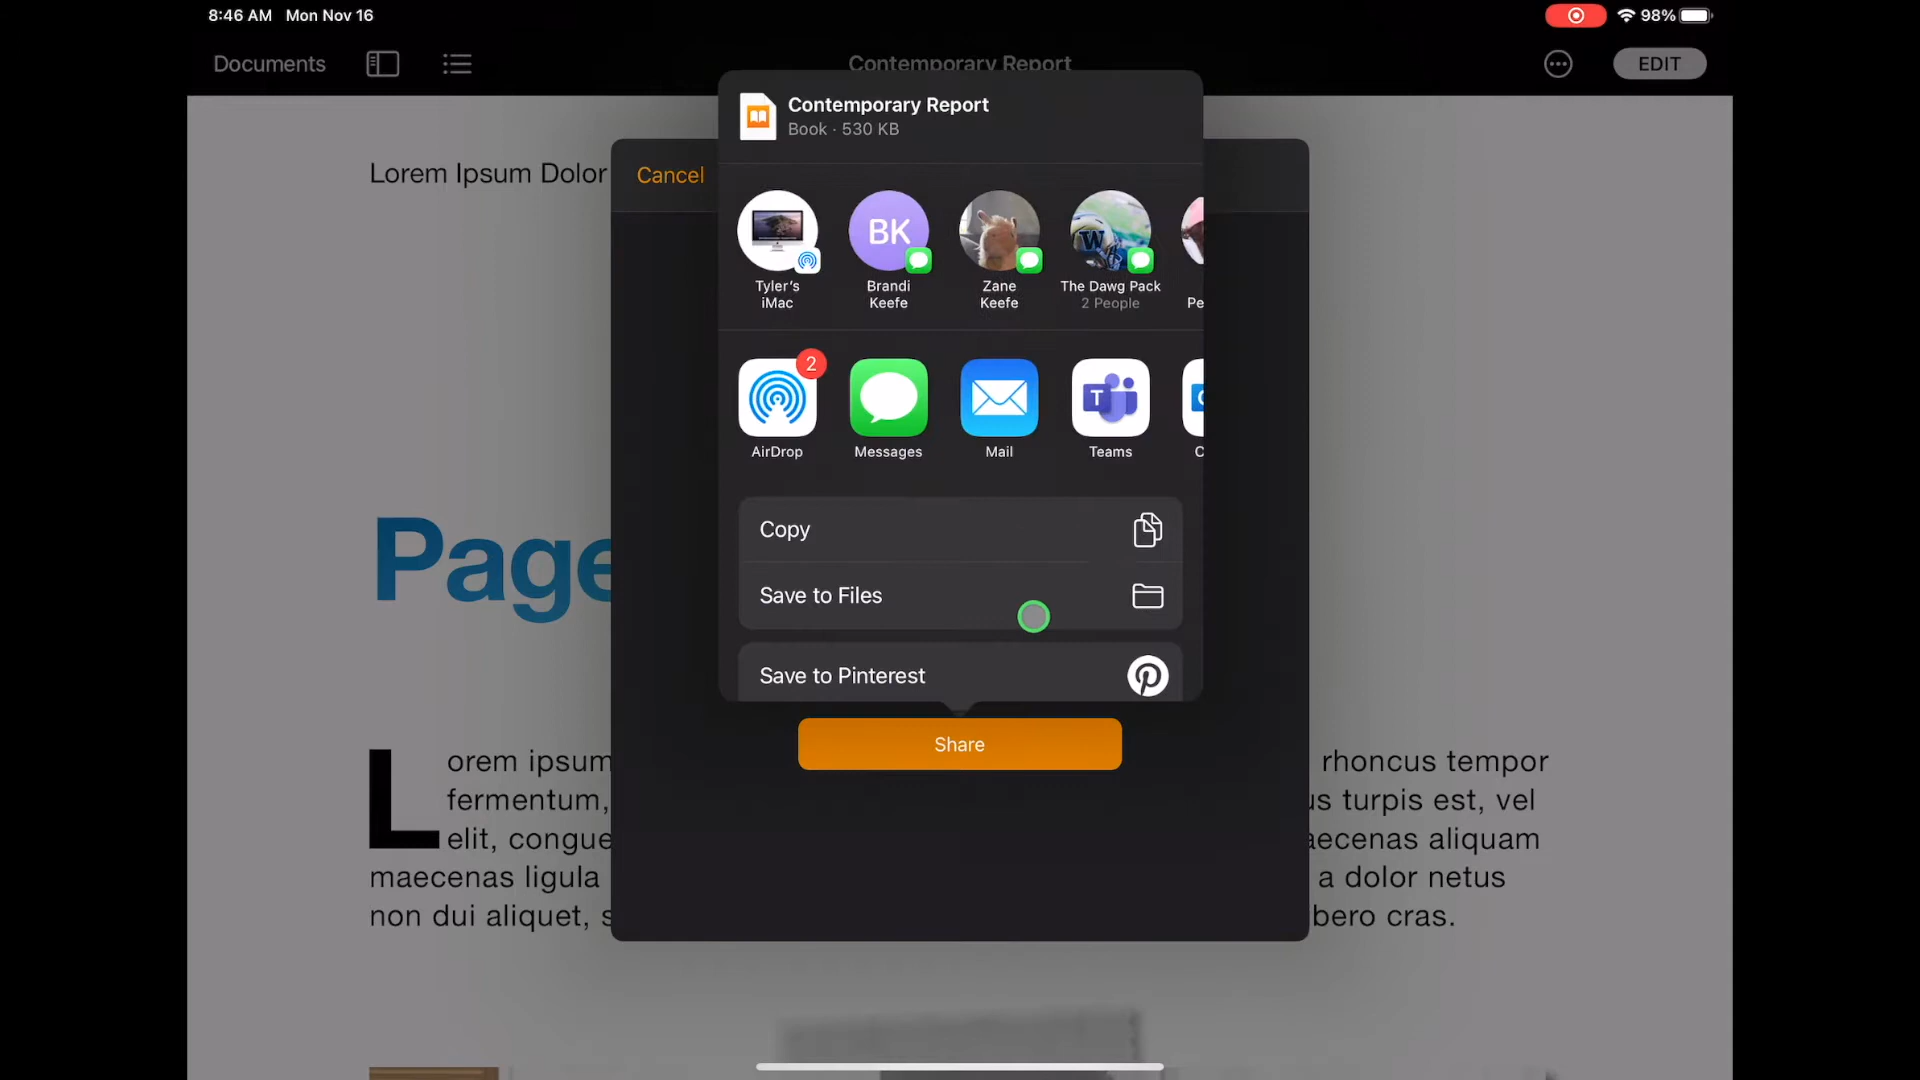 8:46 AM Mon Nov 16
98%
Documents
Contemporary Report
EDIT
Contemporary Report
Book · 530 KB
Lorem Ipsum Dolor
Cancel
BK
W
Tyler's
iMac
Brandi
Keefe
Zane
Keefe
The Dawg Pack
2 People
Pe
2
T
AirDrop
Messages
Mail
Teams
Copy
Save to Files
Page
Save to Pinterest
Share
Lorem ipsum
rhoncus tempor
fermentum,
us turpis est, vel
elit, congue
aecenas aliquam
maecenas ligula
a dolor netus
non dui aliquet, s
bero cras.